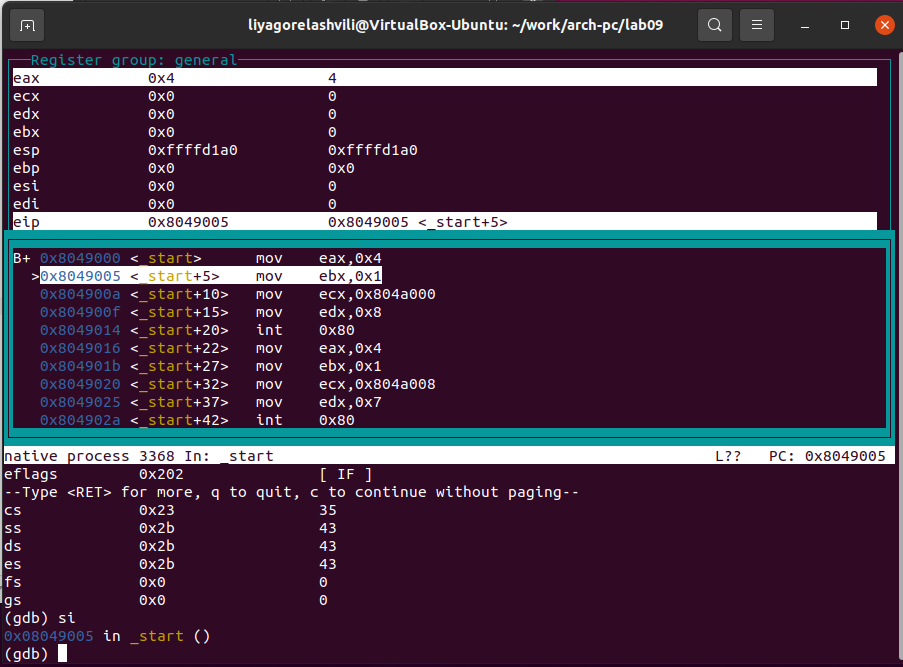 liyagorelashvili@VirtualBox-Ubuntu: ~/work/arch-pc/lab09
Register group: general
eax 0x4 4
ecx 0x0 0
edx 0x0 0
ebx 0x0 0
esp 0xffffd1a0 0xffffd1a0
ebp 0x0 0x0
esi 0x0 0
edi 0x0 0
eip 0x8049005 0x8049005 <_start+5>
B+ 0x8049000 <_start> mov eax,0x4
>0x8049005 <_start+5> mov ebx,0x1
0x804900a <_start+10> mov ecx,0x804a000
0x804900f <_start+15> mov edx,0x8
0x8049014 <_start+20> int 0x80
0x8049016 <_start+22> mov eax,0x4
0x804901b <_start+27> mov ebx,0x1
0x8049020 <_start+32> mov ecx,0x804a008
0x8049025 <_start+37> mov edx,0x7
0x804902a <_start+42> int 0x80
native process 3368 In: _start L?? PC: 0x8049005
eflags 0x202 [ IF ]
--Type <RET> for more, q to quit, c to continue without paging--
cs 0x23 35
ss 0x2b 43
ds 0x2b 43
es 0x2b 43
fs 0x0 0
gs 0x0 0
(gdb) si
0x08049005 in _start ()
(gdb)